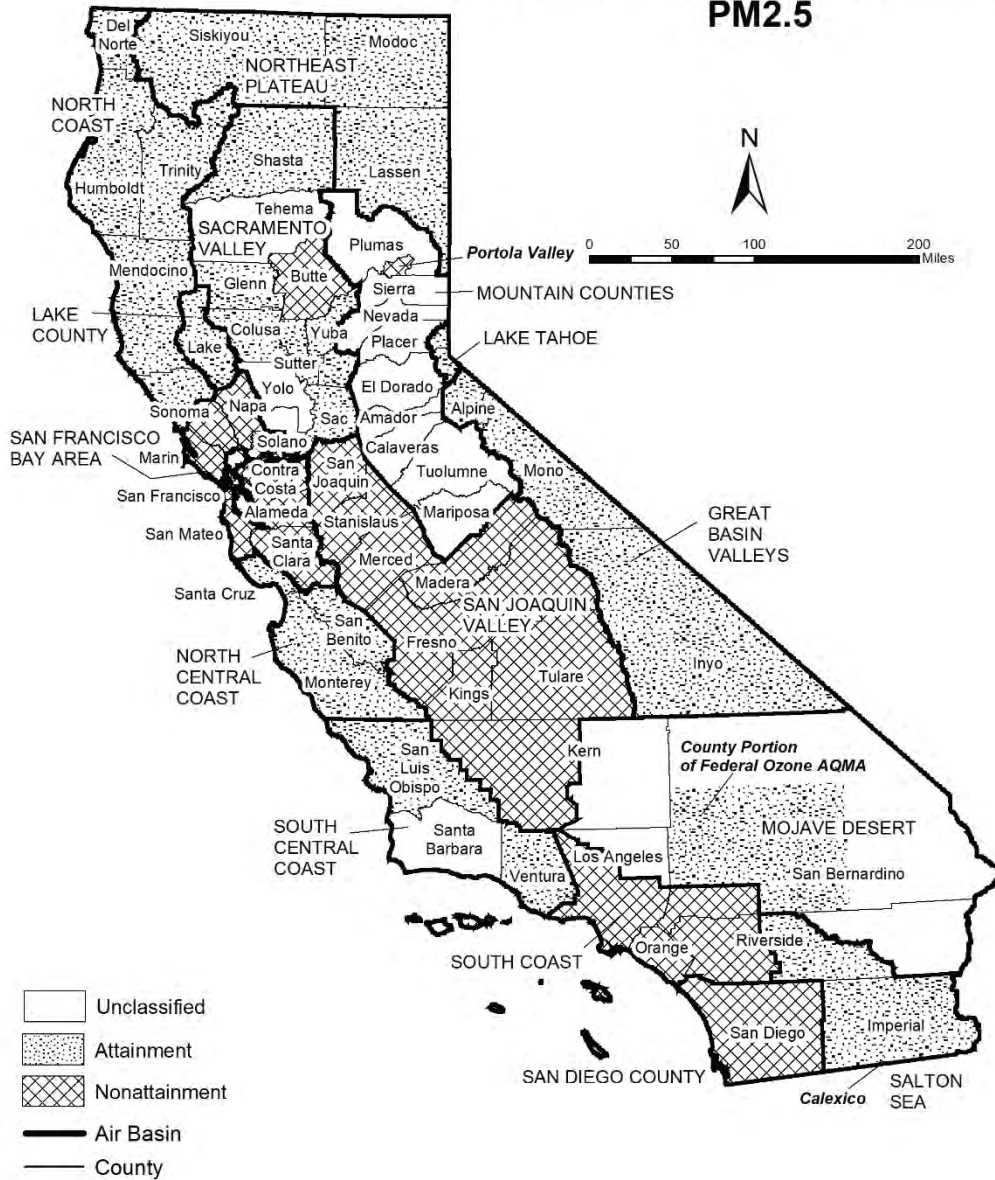 PM2.5
Del
Norte
Siskiyou
Modoc
NORTHEAST
PLATEAU
NORTH
COAST
Shasta
Trinity
Lassen
Humboldt
Tehema
SACRAMENTO
VALLEY
Plumas
Portola Valley
N
0 50 100 200
Miles
Mendocino
Butte
Glenn
Sierra
MOUNTAIN COUNTIES
LAKE
COUNTY
Colusa
Yuba
Nevada
Lake
Sutter
Placer
LAKE TAHOE
Yolo
El Dorado
Sonoma
Napa
Sac
Amador
Alpine
SAN FRANCISCO
BAY AREA
Solano
Calaveras
Marin
Contra
Costa
San
Joaquin
Tuolumne
Mono
San Francisco
Alameda
Stanislaus
Mariposa
GREAT
BASIN
VALLEYS
San Mateo
Santa
Clara
Merced
Madera
Santa Cruz
SAN JOAQUIN
VALLEY
San
Benito
Fresno
NORTH
CENTRAL
COAST
Monterey
Kings
Tulare
Inyo
San
Luis
Obispo
Kern
County Portion
of Federal Ozone AQMA
SOUTH
CENTRAL
COAST
Santa
Barbara
Ventura
Los Angeles
MOJAVE DESERT
San Bernardino
SOUTH COAST
Orange
Riverside
San Diego
Imperial
SAN DIEGO COUNTY
Calexico
SALTON
SEA
Unclassified
Attainment
Nonattainment
Air Basin
County